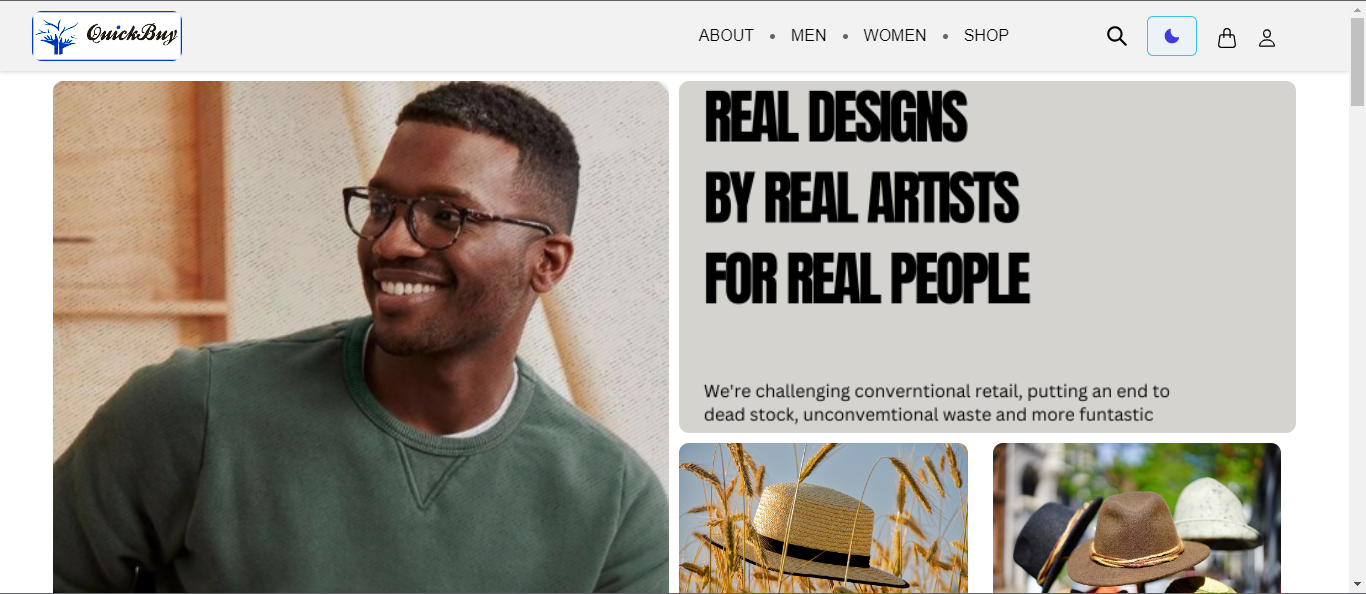 QuickBuy
ABOUT • MEN • WOMEN • SHOP
REAL DESIGNS
BY REAL ARTISTS
FOR REAL PEOPLE
We're challenging converntional retail, putting an end to
dead stock, unconvemtional waste and more funtastic